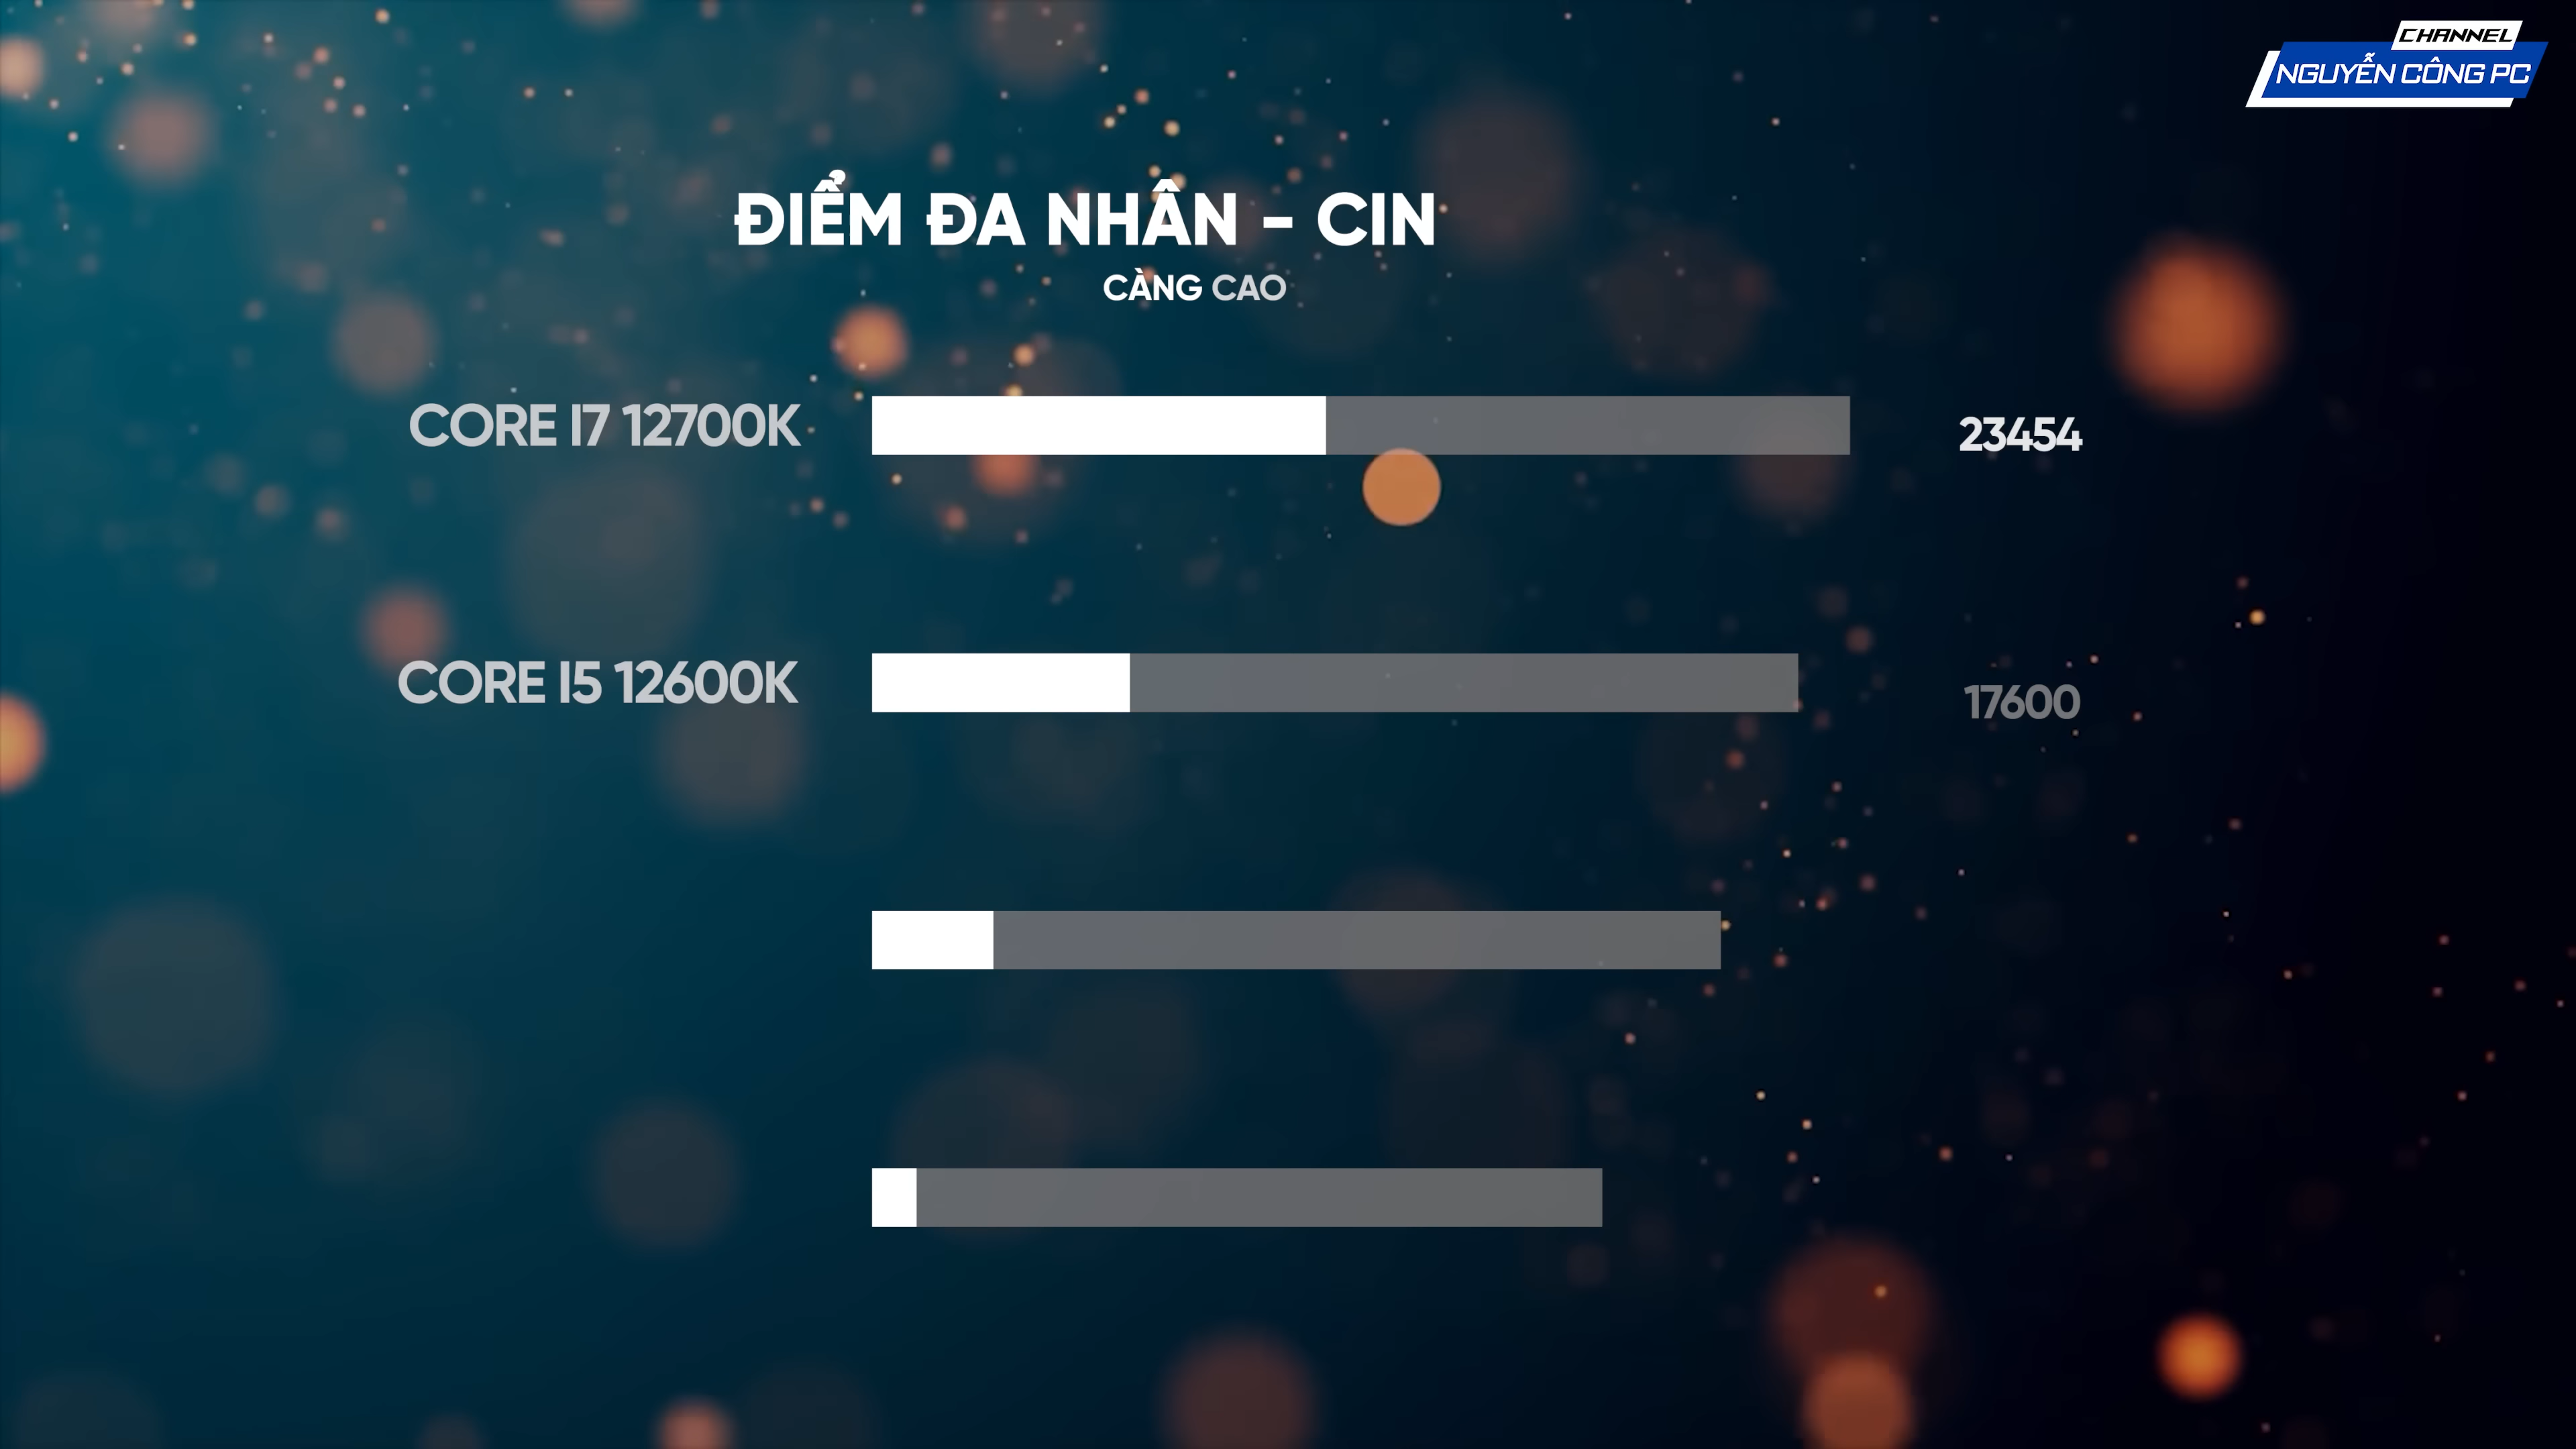 CHANNEL
NGUYỄN CÔNG PC
ĐIỂM ĐA NHÂN - CIN
CÀNG CAO
CORE I7 12700K 23454
CORE I5 12600K 17600